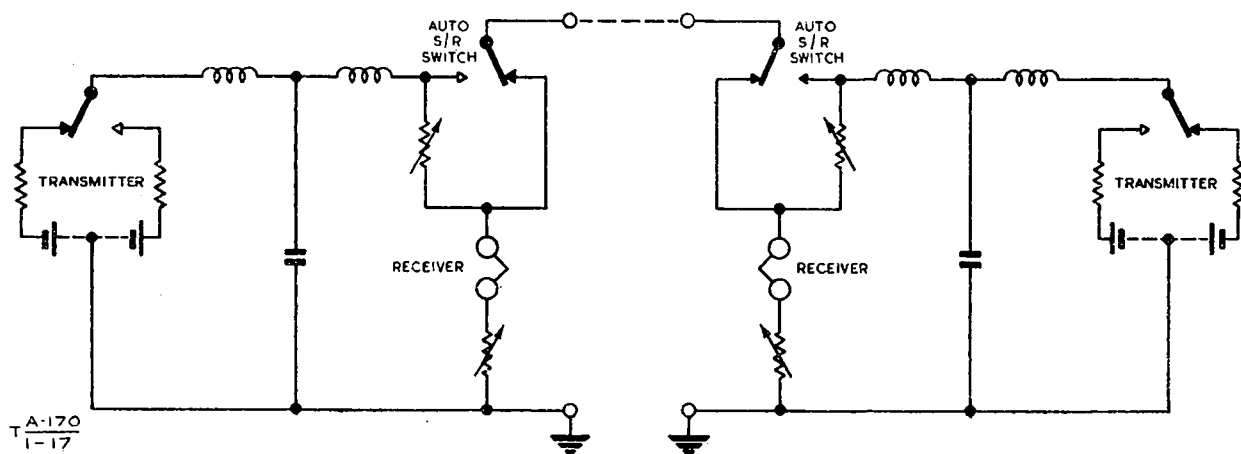 AUTO
S/R
SWITCH
AUTO
S/R
SWITCH
TRANSMITTER
TRANSMITTER
RECEIVER
RECEIVER
T A-170
1-17